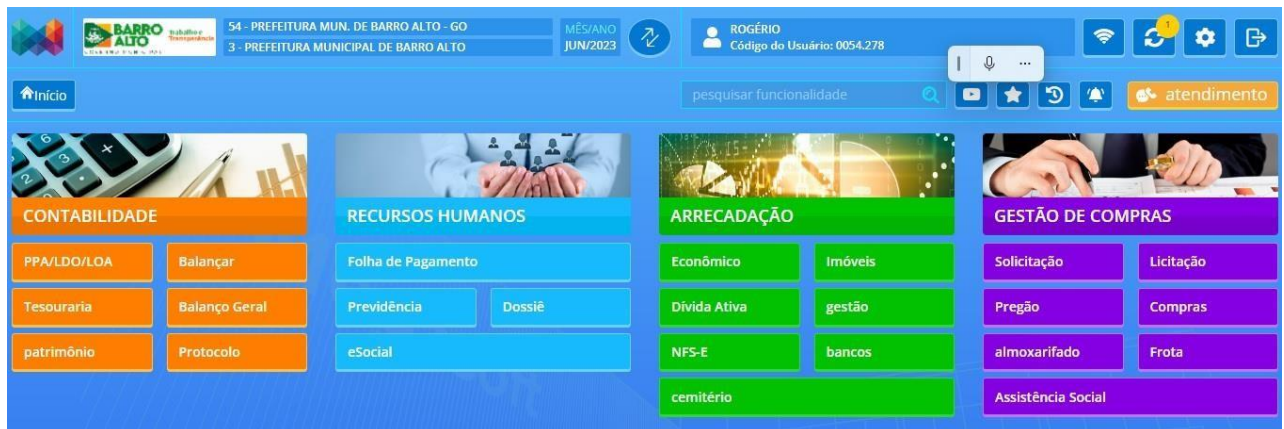 BARRO
ALTO
Trabalho e
Transparência
54 - PREFEITURA MUN. DE BARRO ALTO - GO
3 - PREFEITURA MUNICIPAL DE BARRO ALTO
MÊS/ANO
JUN/2023
ROGÉRIO
Código do Usuário: 0054.278
1
Início
pesquisar funcionalidade
atendimento
CONTABILIDADE
PPA/LDO/LOA
Balançar
Tesouraria
Balanço Geral
patrimônio
Protocolo
RECURSOS HUMANOS
Folha de Pagamento
Previdência
Dossiê
eSocial
ARRECADAÇÃO
Econômico
Imóveis
Dívida Ativa
gestão
NFS-E
bancos
cemitério
GESTÃO DE COMPRAS
Solicitação
Licitação
Pregão
Compras
almoxarifado
Frota
Assistência Social